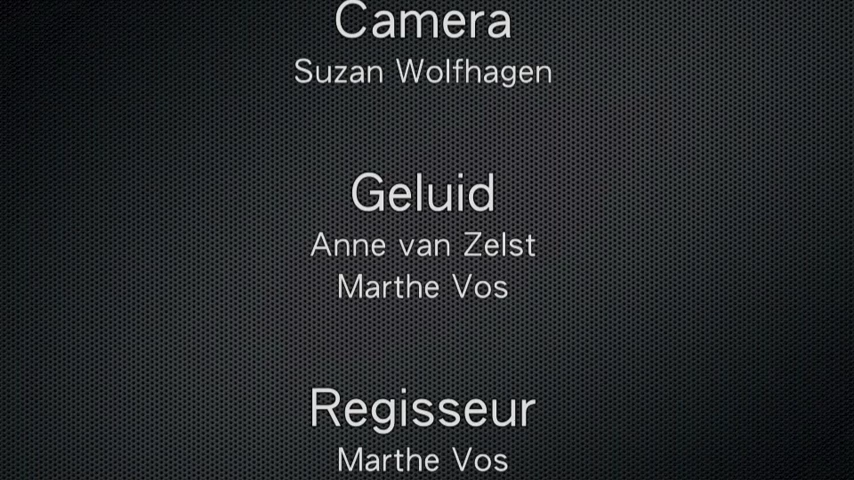 Camera
Suzan Wolfhagen
Geluid
Anne van Zelst
Marthe Vos
Regisseur
Marthe Vos